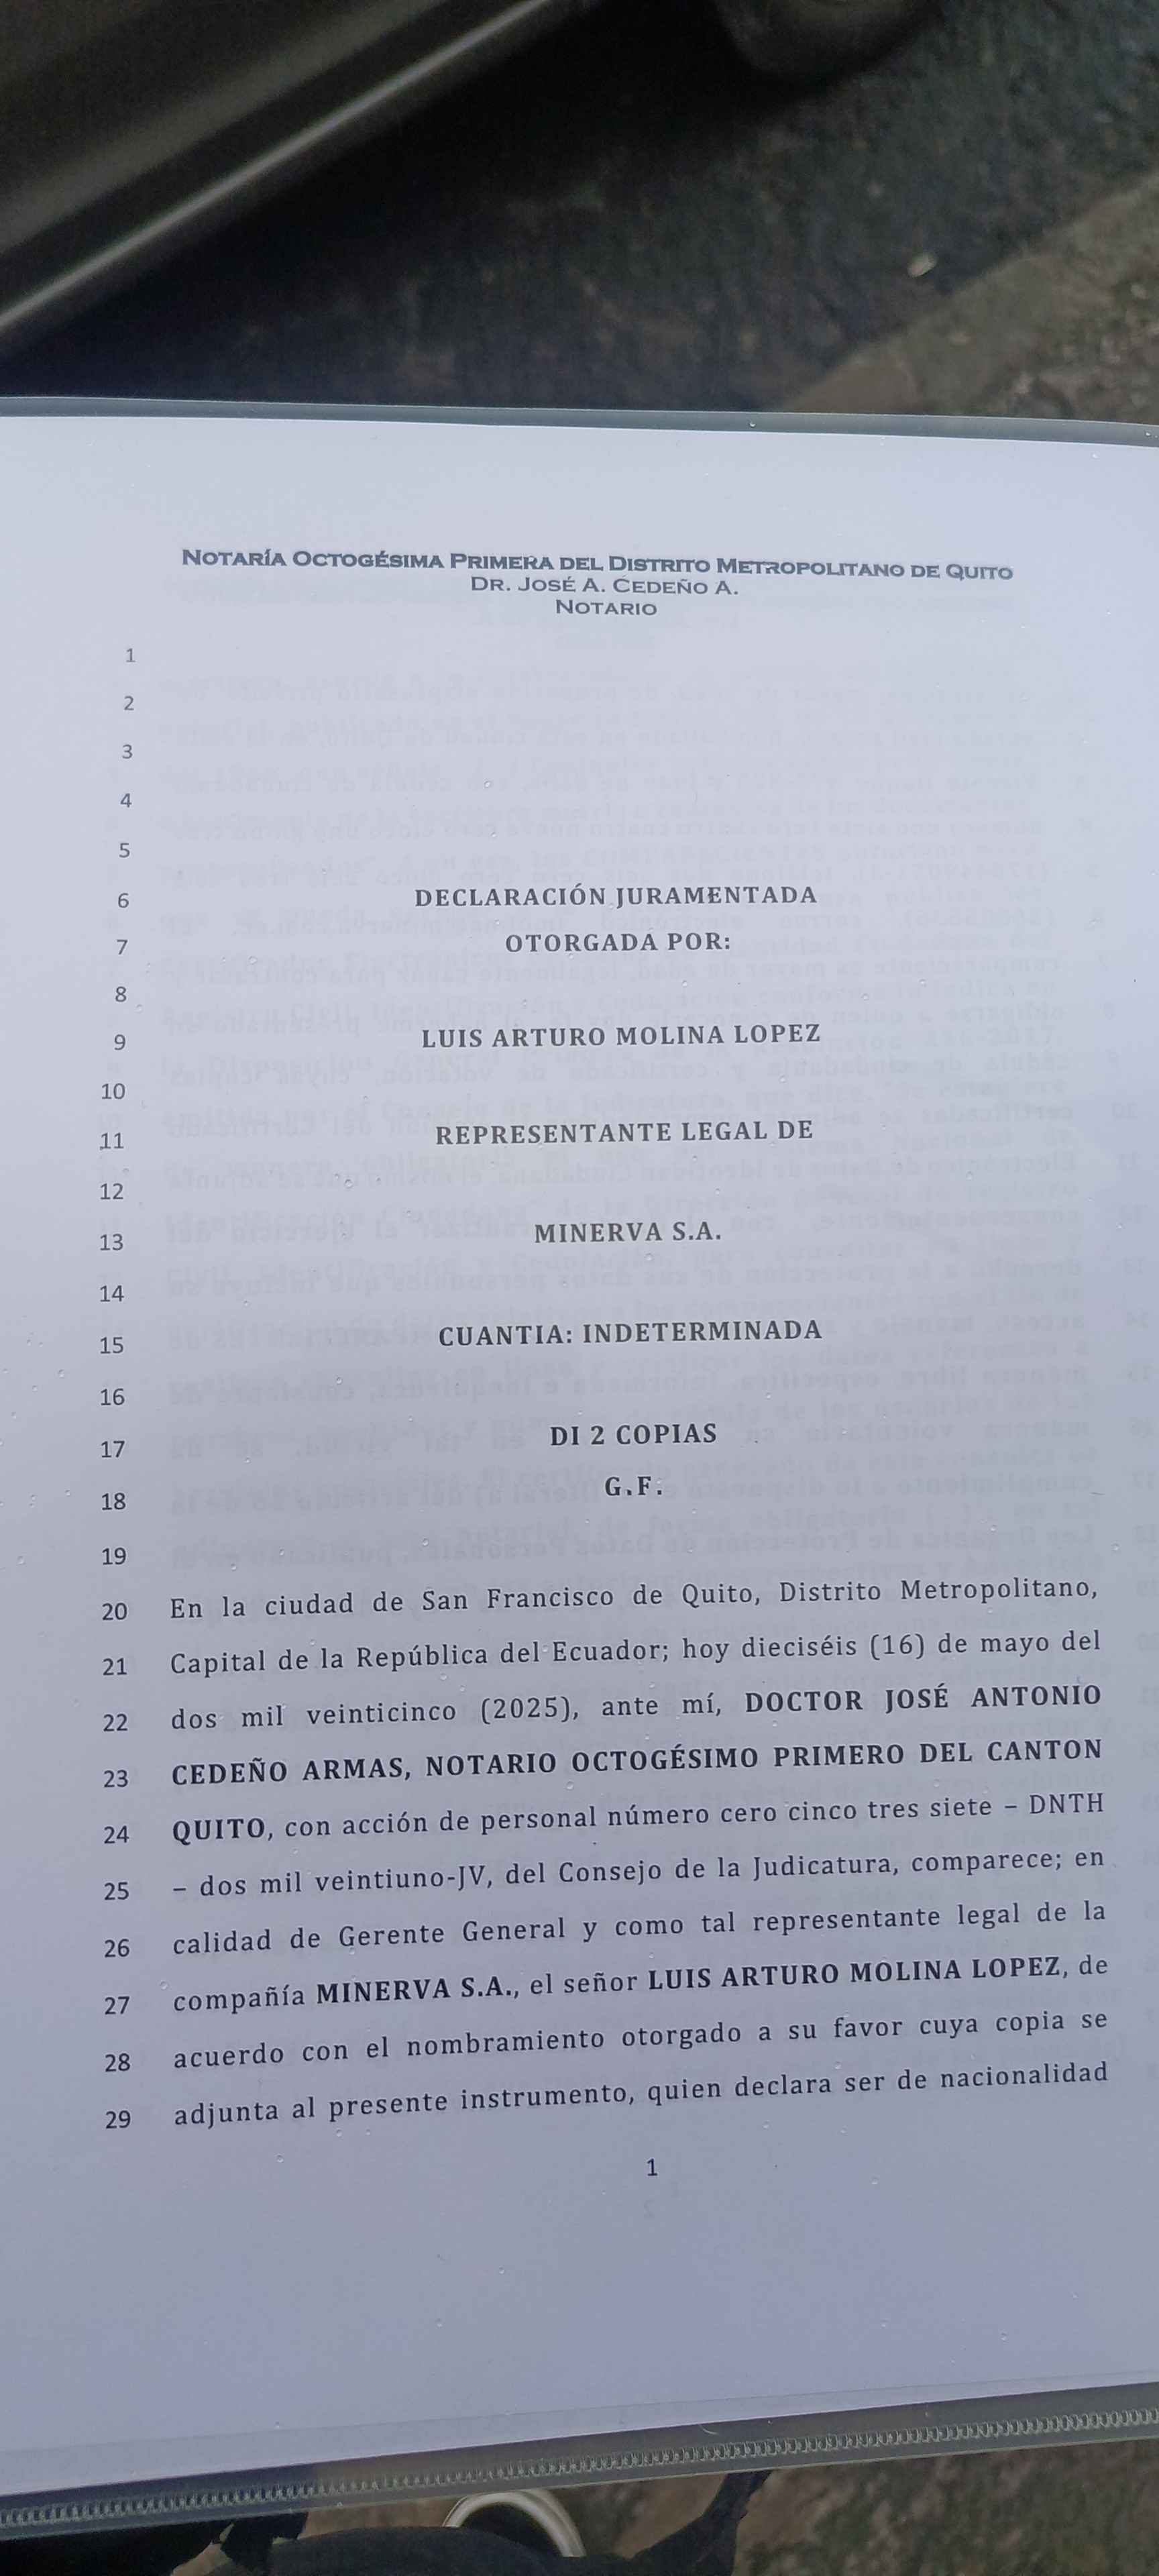 NOTARÍA OCTOGÉSIMA PRIMERA DEL DISTRITO METROPOLITANO DE QUITO
DR. JOSÉ A. CEDEÑO A.
NOTARIO
1
2
3
4
5
6 DECLARACIÓN JURAMENTADA
7 OTORGADA POR:
8
9 LUIS ARTURO MOLINA LOPEZ
10
11 REPRESENTANTE LEGAL DE
12
13 MINERVA S.A.
14
15 CUANTIA: INDETERMINADA
16
17 DI 2 COPIAS
18 G.F.
19
20 En la ciudad de San Francisco de Quito, Distrito Metropolitano,
21 Capital de la República del Ecuador; hoy dieciséis (16) de mayo del
22 dos mil veinticinco (2025), ante mí, DOCTOR JOSÉ ANTONIO
23 CEDEÑO ARMAS, NOTARIO OCTOGÉSIMO PRIMERO DEL CANTON
24 QUITO, con acción de personal número cero cinco tres siete – DNTH
25 – dos mil veintiuno-JV, del Consejo de la Judicatura, comparece; en
26 calidad de Gerente General y como tal representante legal de la
27 compañía MINERVA S.A., el señor LUIS ARTURO MOLINA LOPEZ, de
28 acuerdo con el nombramiento otorgado a su favor cuya copia se
29 adjunta al presente instrumento, quien declara ser de nacionalidad
1